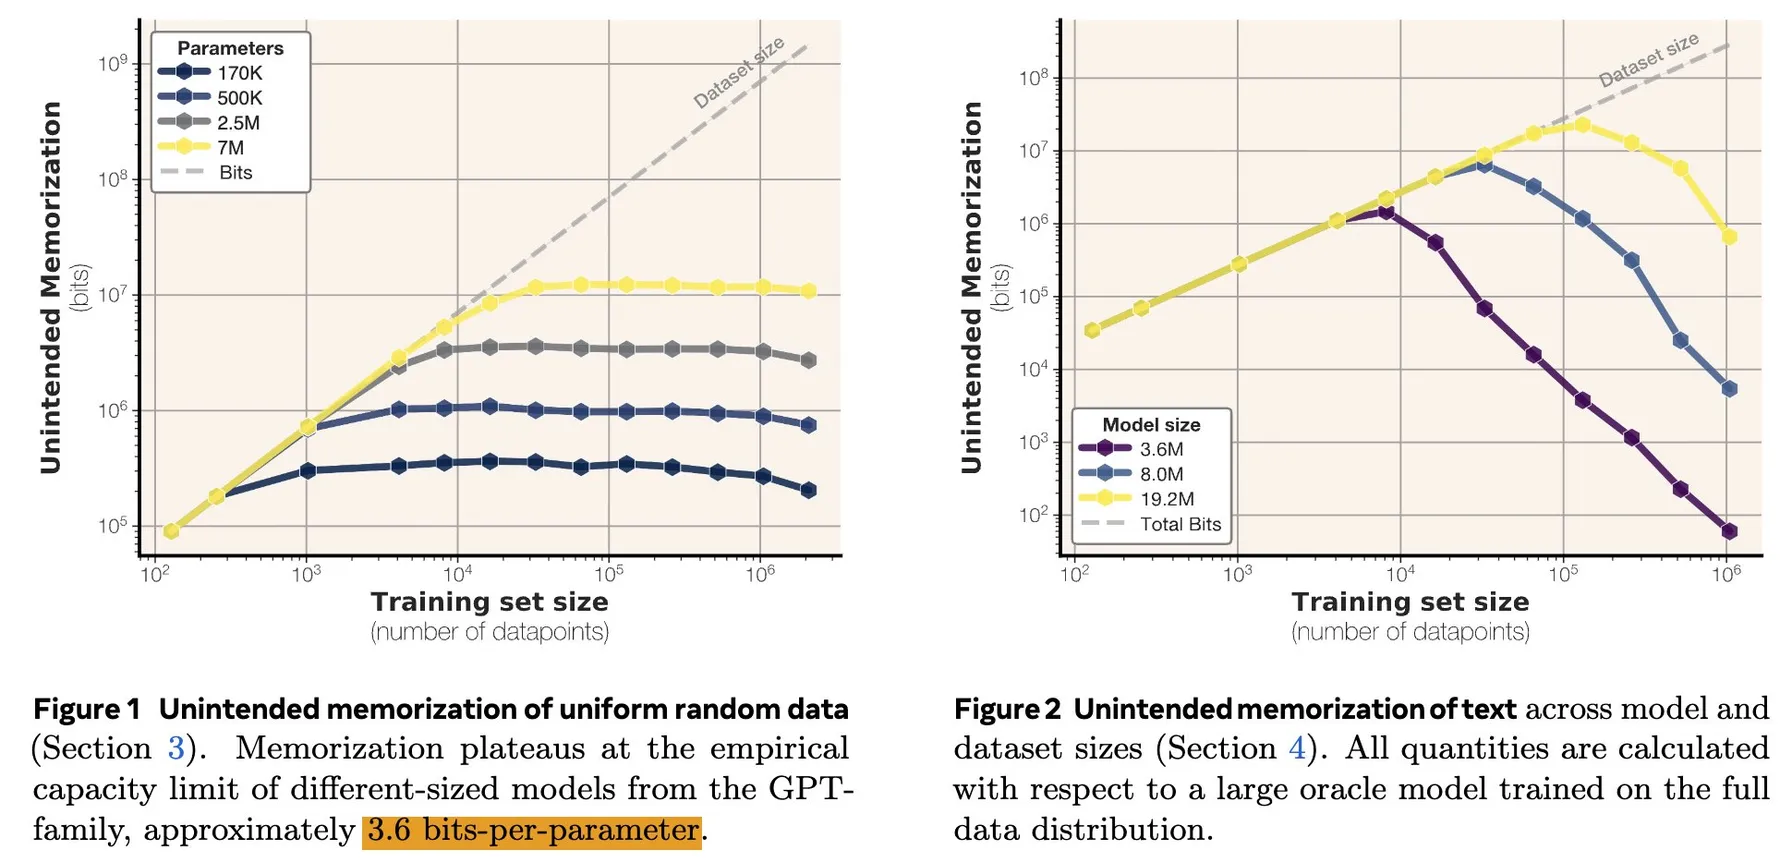 Unintended Memorization
(bits)
10⁹
10⁸
10⁷
10⁶
10⁵
Parameters
170K
500K
2.5M
7M
Bits
Dataset size
10² 10³ 10⁴ 10⁵ 10⁶
Training set size
(number of datapoints)
Figure 1 Unintended memorization of uniform random data
(Section 3). Memorization plateaus at the empirical
capacity limit of different-sized models from the GPT-
family, approximately 3.6 bits-per-parameter.
Unintended Memorization
(bits)
10⁸
10⁷
10⁶
10⁵
10⁴
10³
10²
Dataset size
Model size
3.6M
8.0M
19.2M
Total Bits
10² 10³ 10⁴ 10⁵ 10⁶
Training set size
(number of datapoints)
Figure 2 Unintended memorization of text across model and
dataset sizes (Section 4). All quantities are calculated
with respect to a large oracle model trained on the full
data distribution.